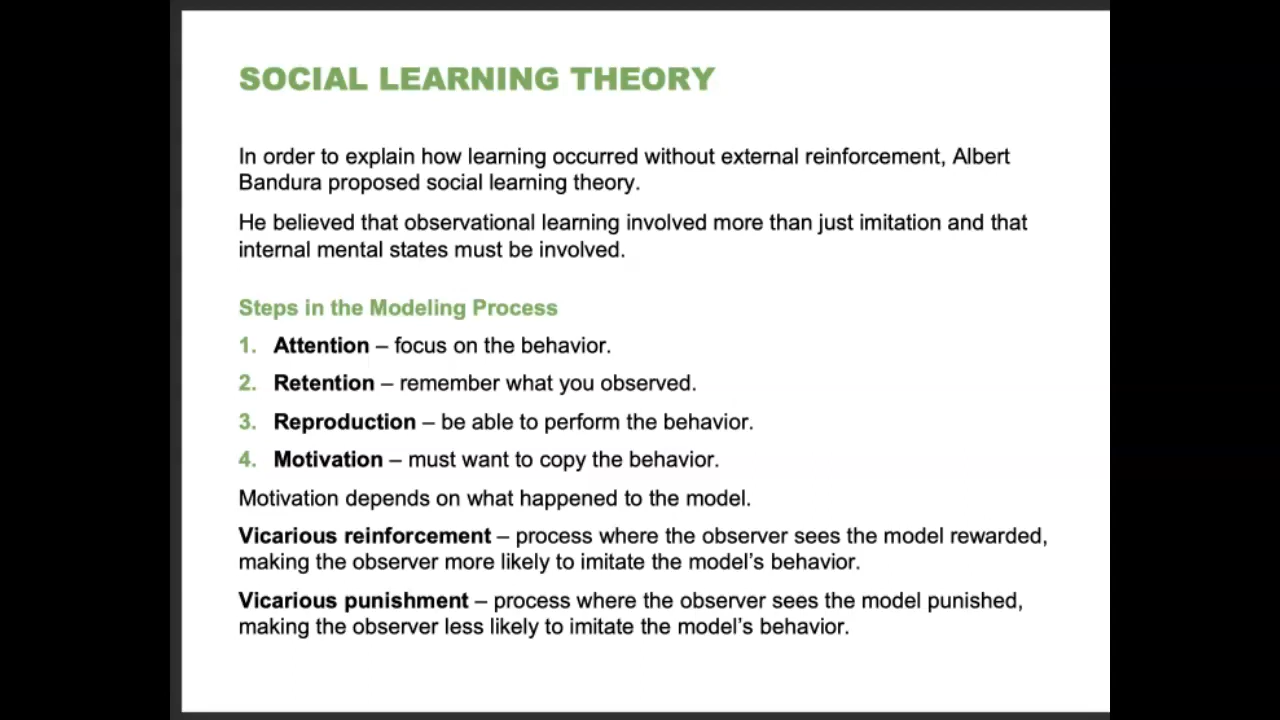 SOCIAL LEARNING THEORY
In order to explain how learning occurred without external reinforcement, Albert
Bandura proposed social learning theory.
He believed that observational learning involved more than just imitation and that
internal mental states must be involved.
Steps in the Modeling Process
1. Attention – focus on the behavior.
2. Retention – remember what you observed.
3. Reproduction – be able to perform the behavior.
4. Motivation – must want to copy the behavior.
Motivation depends on what happened to the model.
Vicarious reinforcement – process where the observer sees the model rewarded,
making the observer more likely to imitate the model’s behavior.
Vicarious punishment – process where the observer sees the model punished,
making the observer less likely to imitate the model’s behavior.